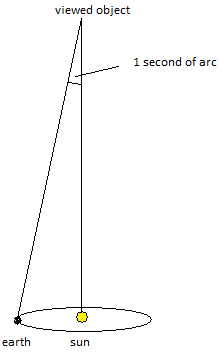 viewed object
1 second of arc
earth
sun